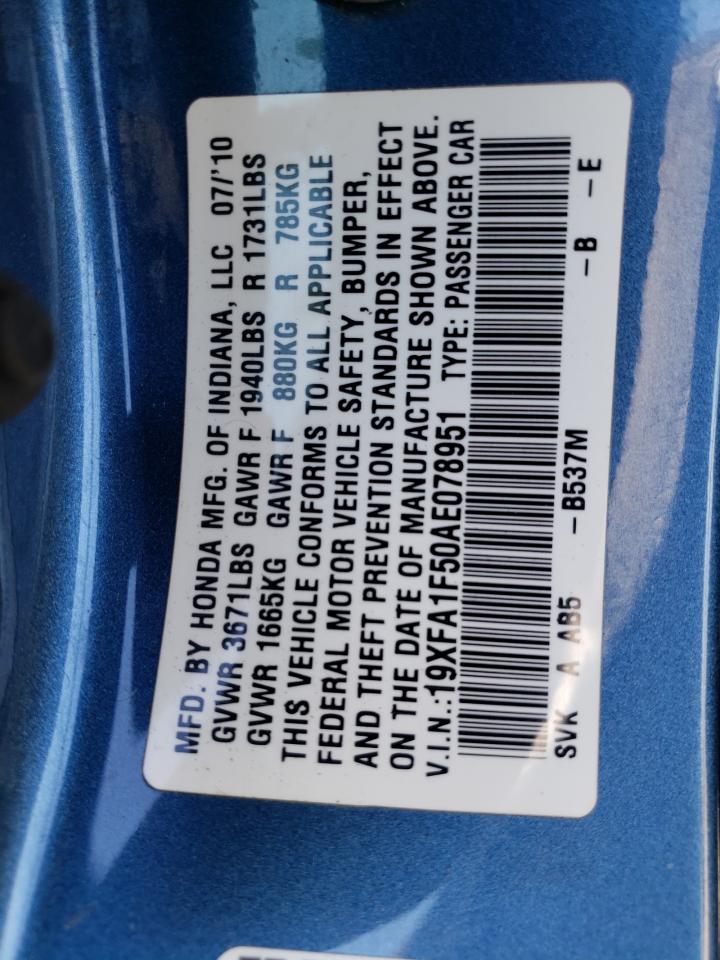 MFD. BY HONDA MFG. OF INDIANA, LLC 07/'10
GVWR 3671LBS GAWR F 1940LBS R 1731LBS
GVWR 1665KG GAWR F 880KG R 785KG
THIS VEHICLE CONFORMS TO ALL APPLICABLE
FEDERAL MOTOR VEHICLE SAFETY, BUMPER,
AND THEFT PREVENTION STANDARDS IN EFFECT
ON THE DATE OF MANUFACTURE SHOWN ABOVE.
V.I.N.:19XFA1F50AE078951 TYPE: PASSENGER CAR
SVK A AB5 -B537M -B -E